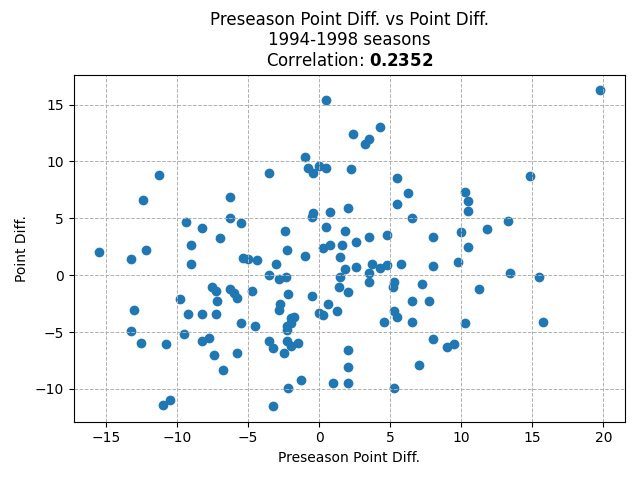 Preseason Point Diff. vs Point Diff.
1994-1998 seasons
Correlation: 0.2352
15
10
5
0
−5
−10
Point Diff.
−15 −10 −5 0 5 10 15 20
Preseason Point Diff.